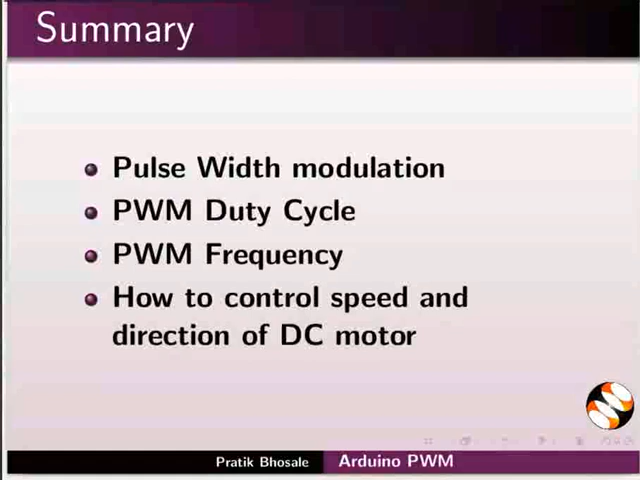 Summary
Pulse Width modulation
PWM Duty Cycle
PWM Frequency
How to control speed and
direction of DC motor
Pratik Bhosale
Arduino PWM